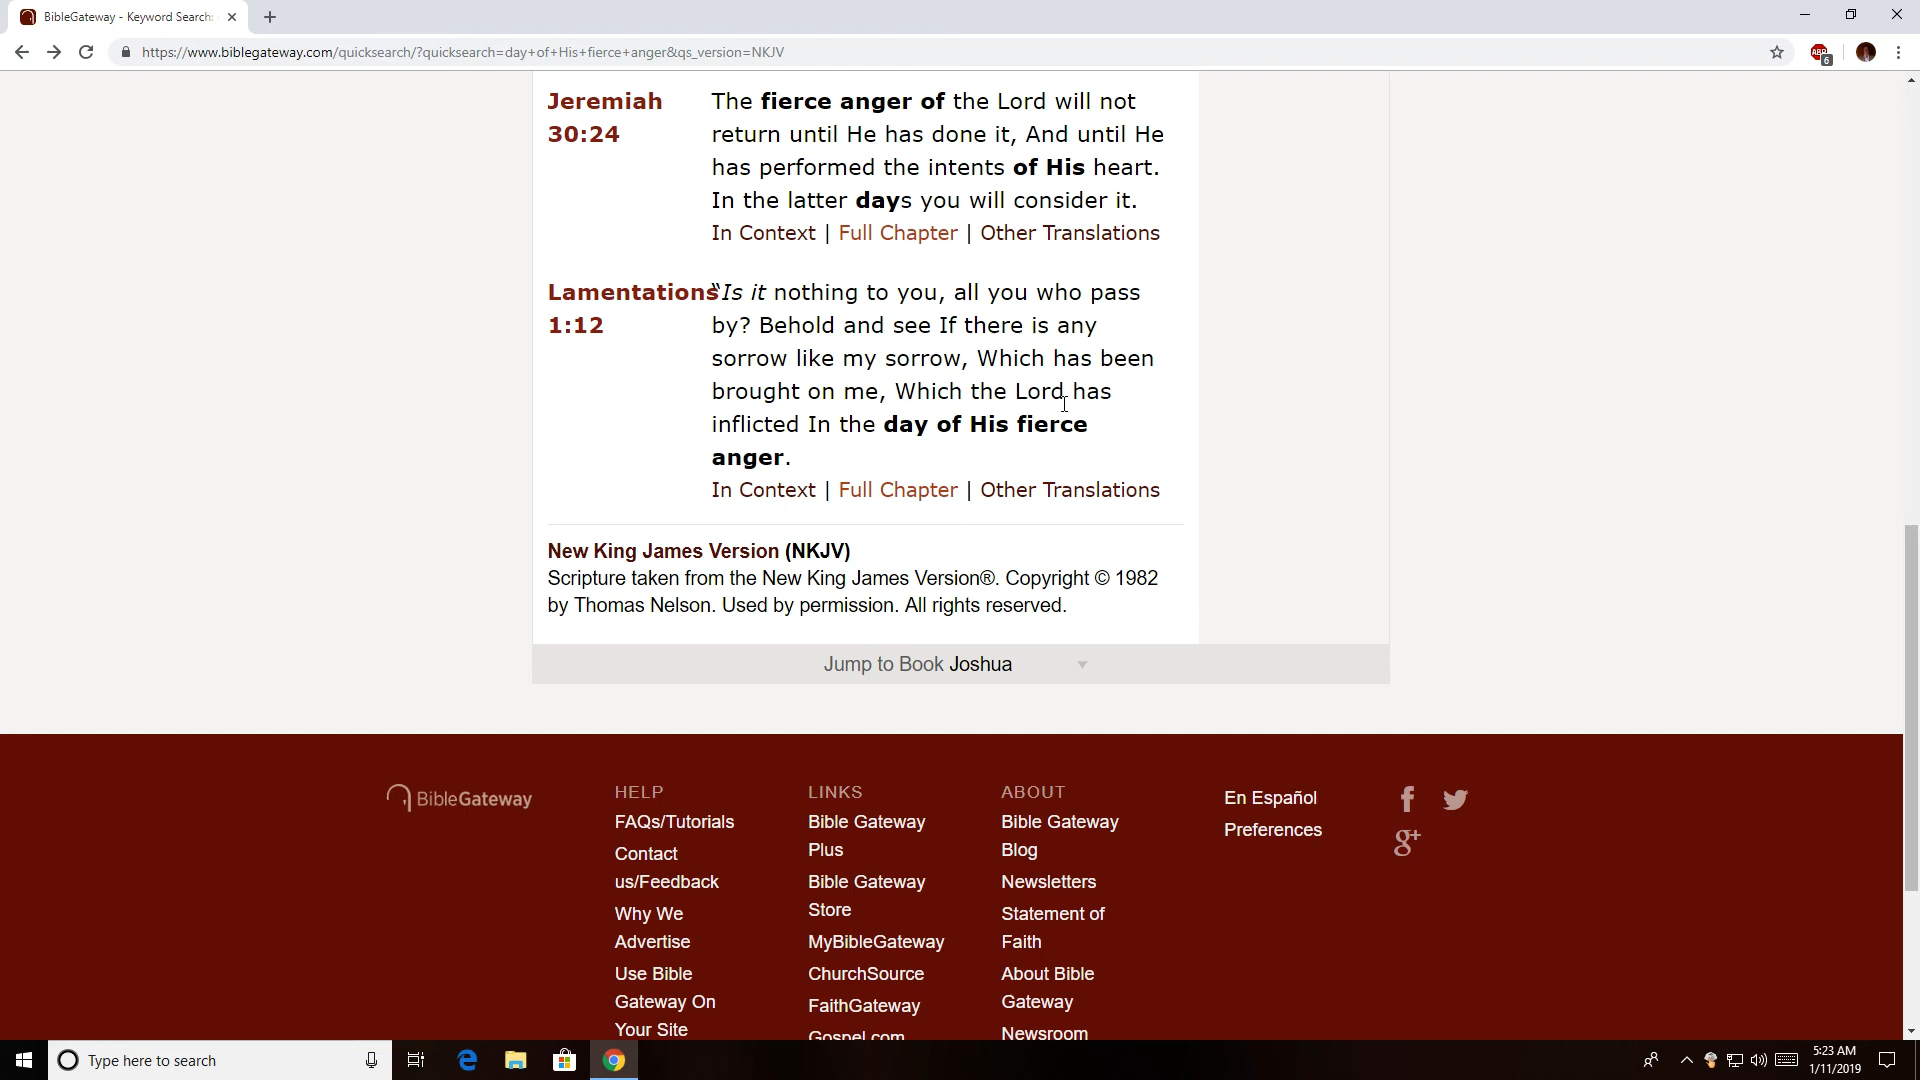 BibleGateway - Keyword Search:
https://www.biblegateway.com/quicksearch/?quicksearch=day+of+His+fierce+anger&qs_version=NKJV
ABP
6
Jeremiah 30:24
The fierce anger of the Lord will not
return until He has done it, And until He
has performed the intents of His heart.
In the latter days you will consider it.
In Context | Full Chapter | Other Translations
Lamentations 1:12
“Is it nothing to you, all you who pass
by? Behold and see If there is any
sorrow like my sorrow, Which has been
brought on me, Which the Lord has
inflicted In the day of His fierce
anger.
In Context | Full Chapter | Other Translations
New King James Version (NKJV)
Scripture taken from the New King James Version®. Copyright © 1982
by Thomas Nelson. Used by permission. All rights reserved.
Jump to Book Joshua
BibleGateway
HELP
FAQs/Tutorials
Contact
us/Feedback
Why We
Advertise
Use Bible
Gateway On
Your Site
LINKS
Bible Gateway
Plus
Bible Gateway
Store
MyBibleGateway
ChurchSource
FaithGateway
Gospel.com
ABOUT
Bible Gateway
Blog
Newsletters
Statement of
Faith
About Bible
Gateway
Newsroom
En Español
Preferences
Type here to search
5:23 AM
1/11/2019